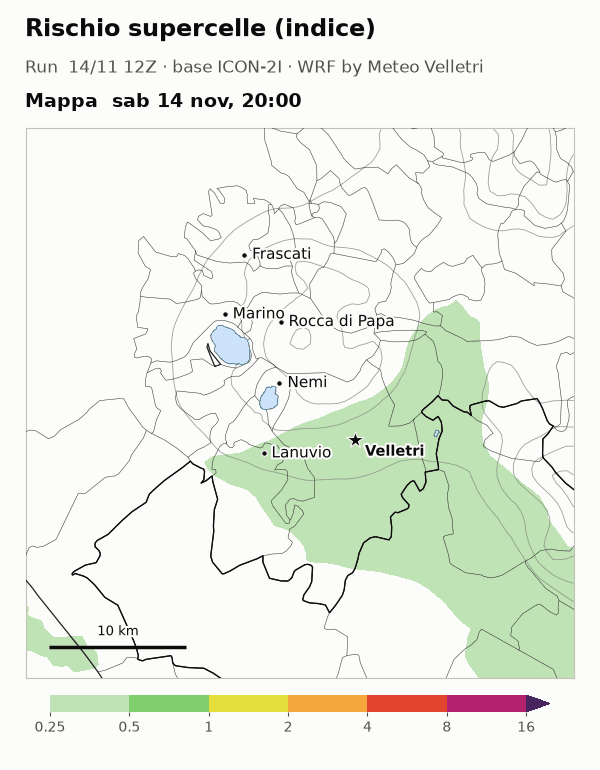 Rischio supercelle (indice)
Run  14/11 12Z · base ICON-2I · WRF by Meteo Velletri
Mappa  sab 14 nov, 20:00
Frascati
Marino
Rocca di Papa
Nemi
Velletri
Lanuvio
10 km
0.25 0.5 1 2 4 8 16